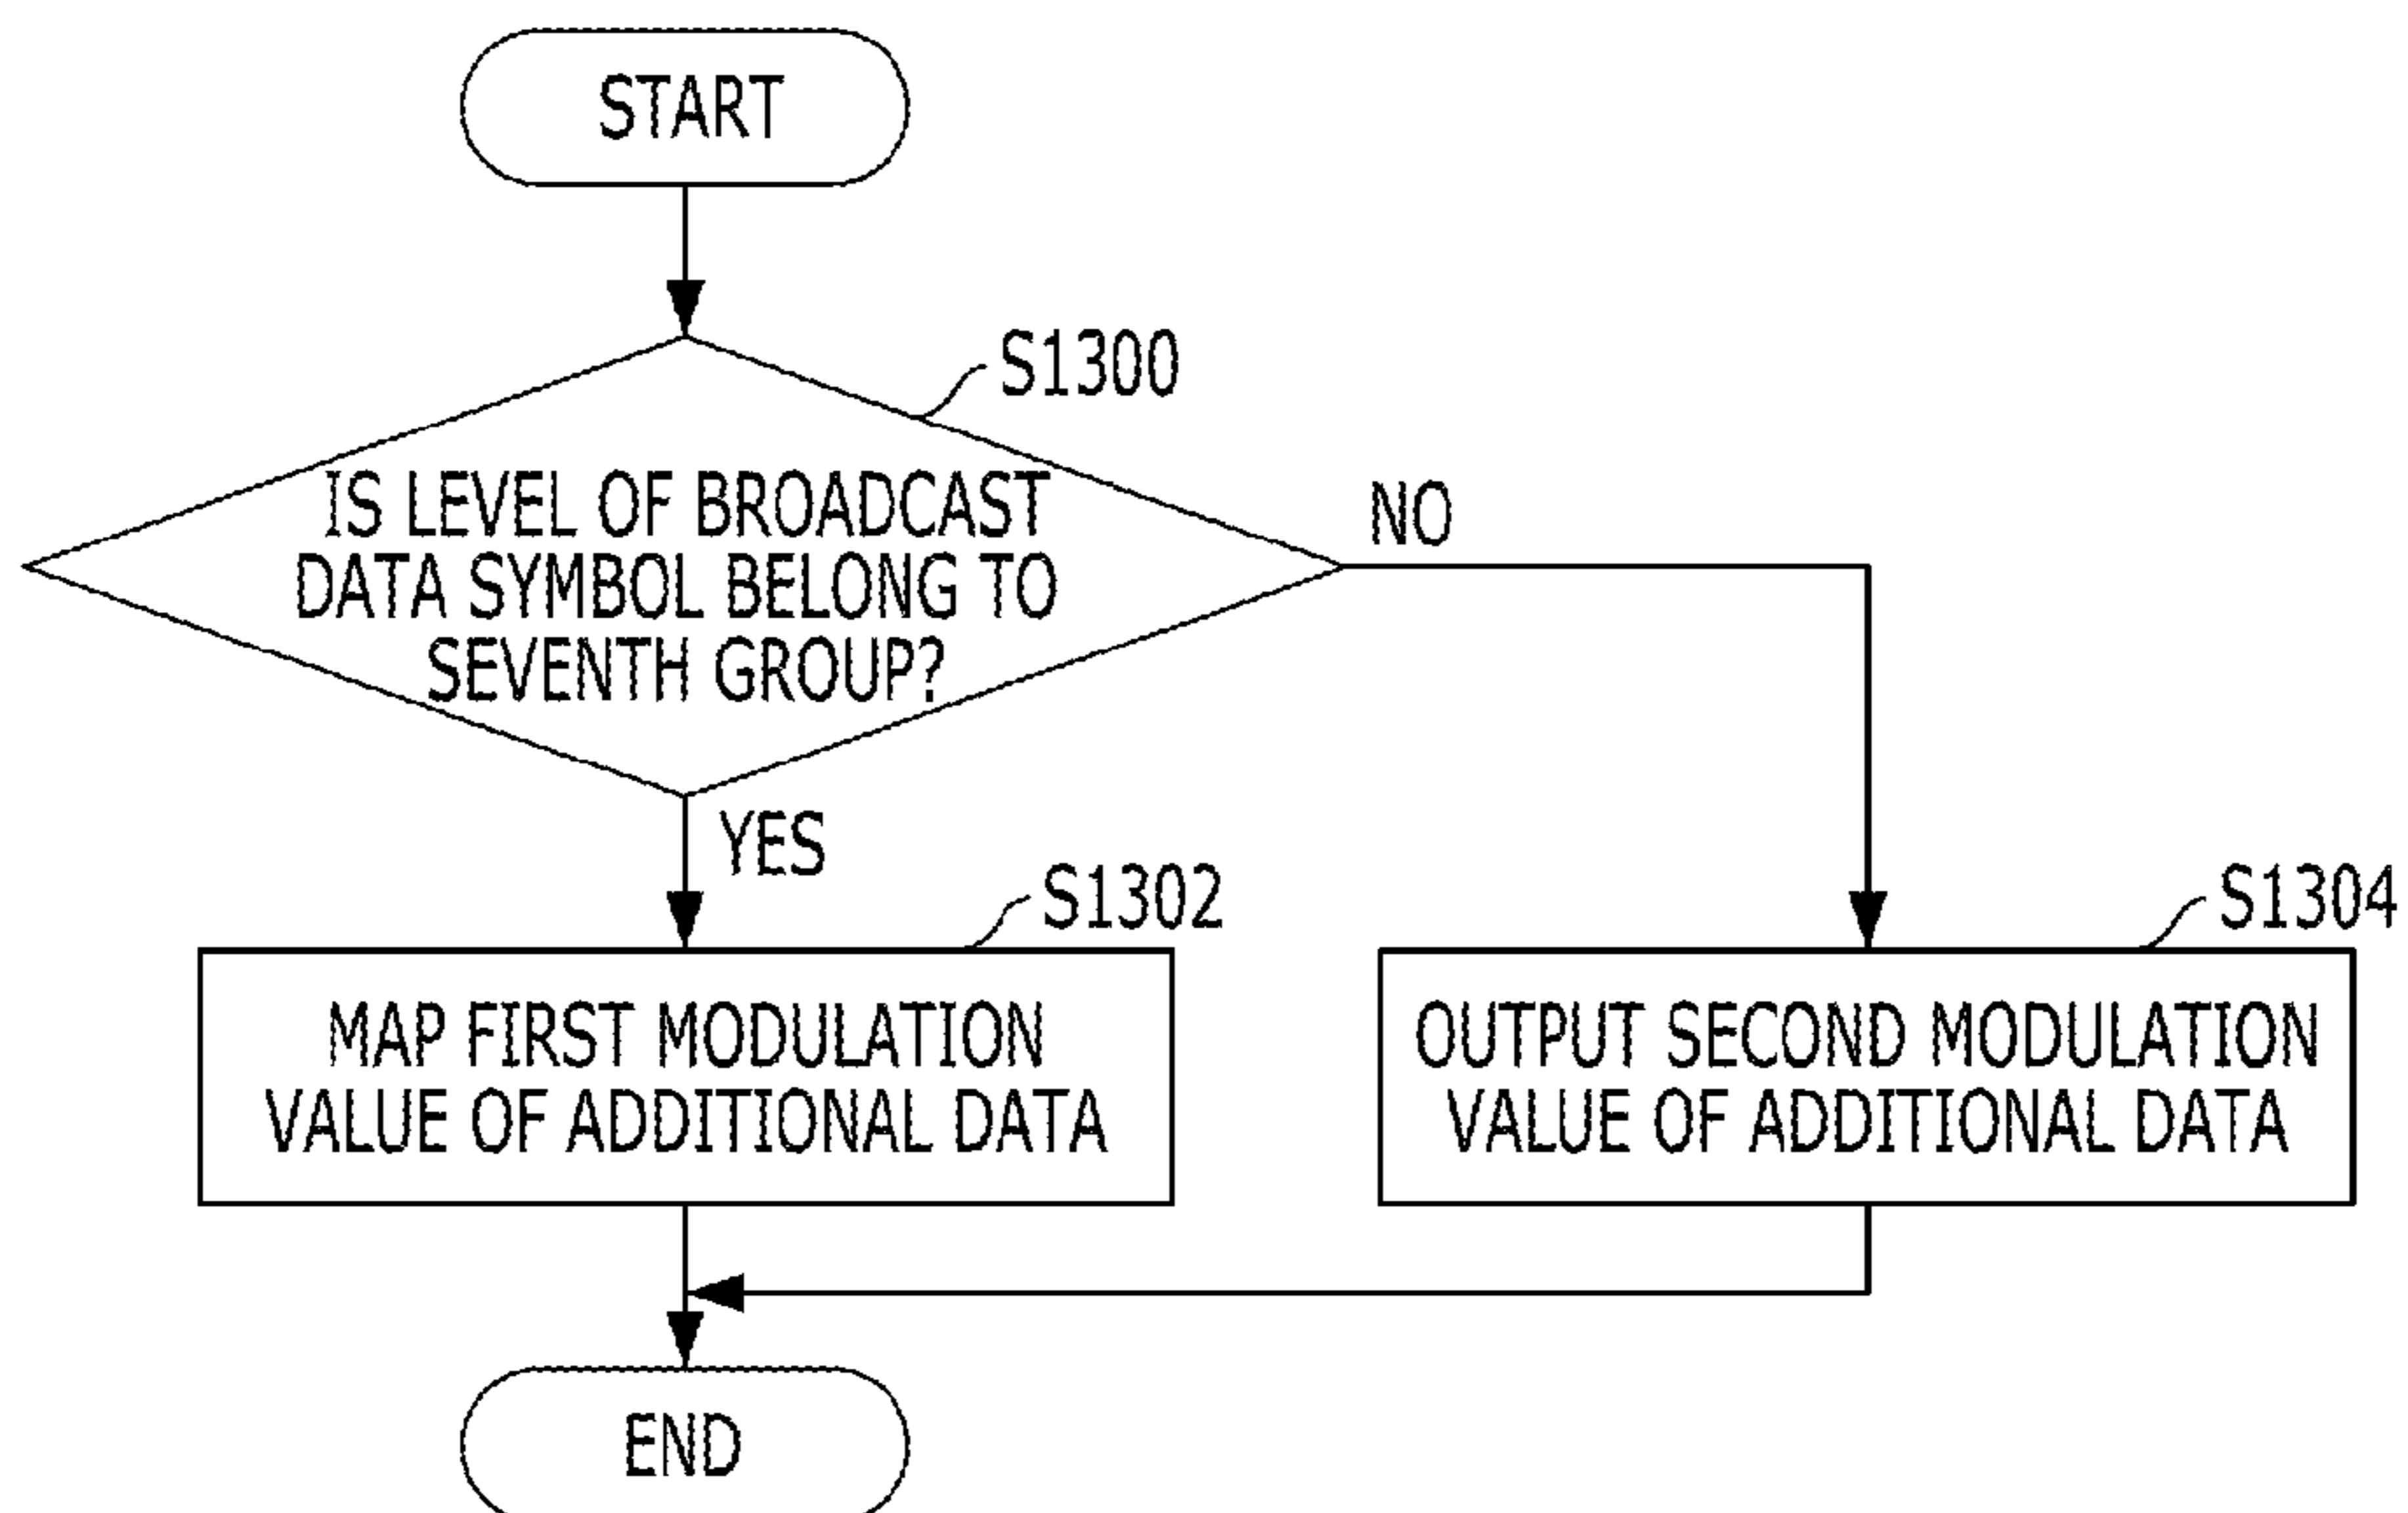 START
S1300
IS LEVEL OF BROADCAST
DATA SYMBOL BELONG TO
SEVENTH GROUP?
NO
YES
S1302
MAP FIRST MODULATION
VALUE OF ADDITIONAL DATA
S1304
OUTPUT SECOND MODULATION
VALUE OF ADDITIONAL DATA
END